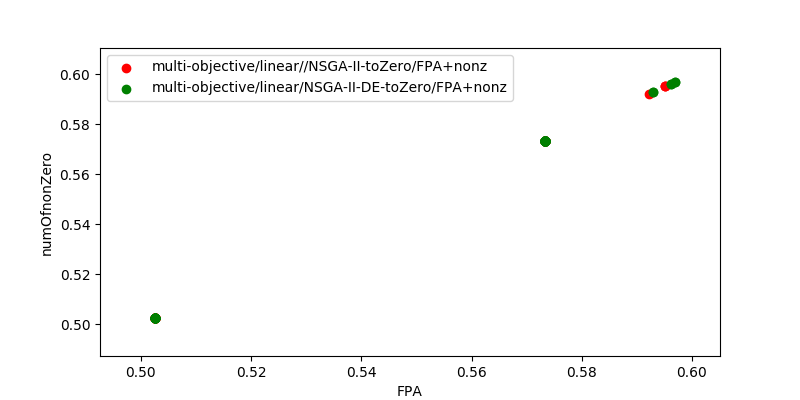 multi-objective/linear//NSGA-II-toZero/FPA+nonz
multi-objective/linear/NSGA-II-DE-toZero/FPA+nonz
0.60
0.58
0.56
0.54
0.52
0.50
numOfnonZero
0.50 0.52 0.54 0.56 0.58 0.60
FPA